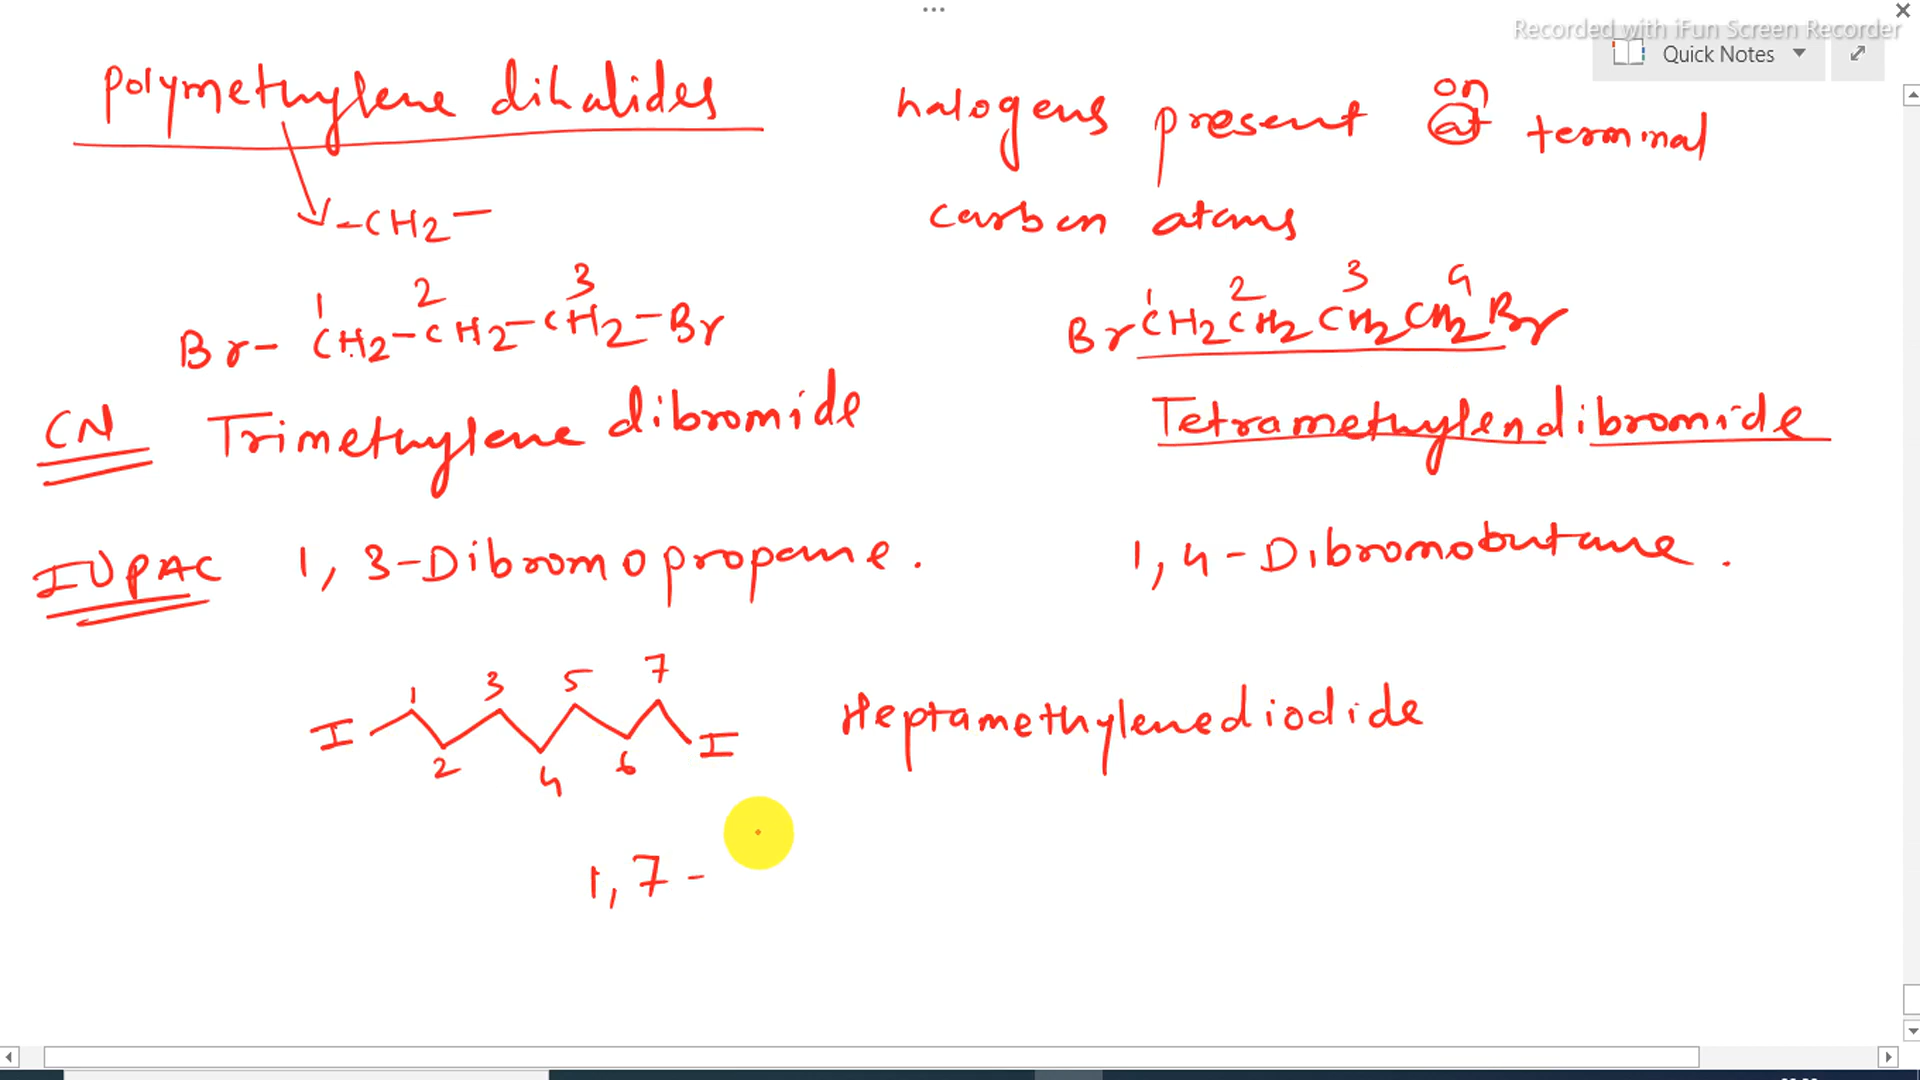 ...
Recorded with iFun Screen Recorder
Quick Notes
polymethylene dihalides
halogens present on at terminal
carbon atoms
-CH2-
1 2 3
Br-CH2-CH2-CH2-Br
1 2 3 4
BrCH2CH2CH2CH2Br
CN Trimethylene dibromide
Tetramethylendibromide
IUPAC 1,3-Dibromopropane.
1,4-Dibromobutane.
1 3 5 7
I I
2 4 6
Heptamethylenediodide
1,7-